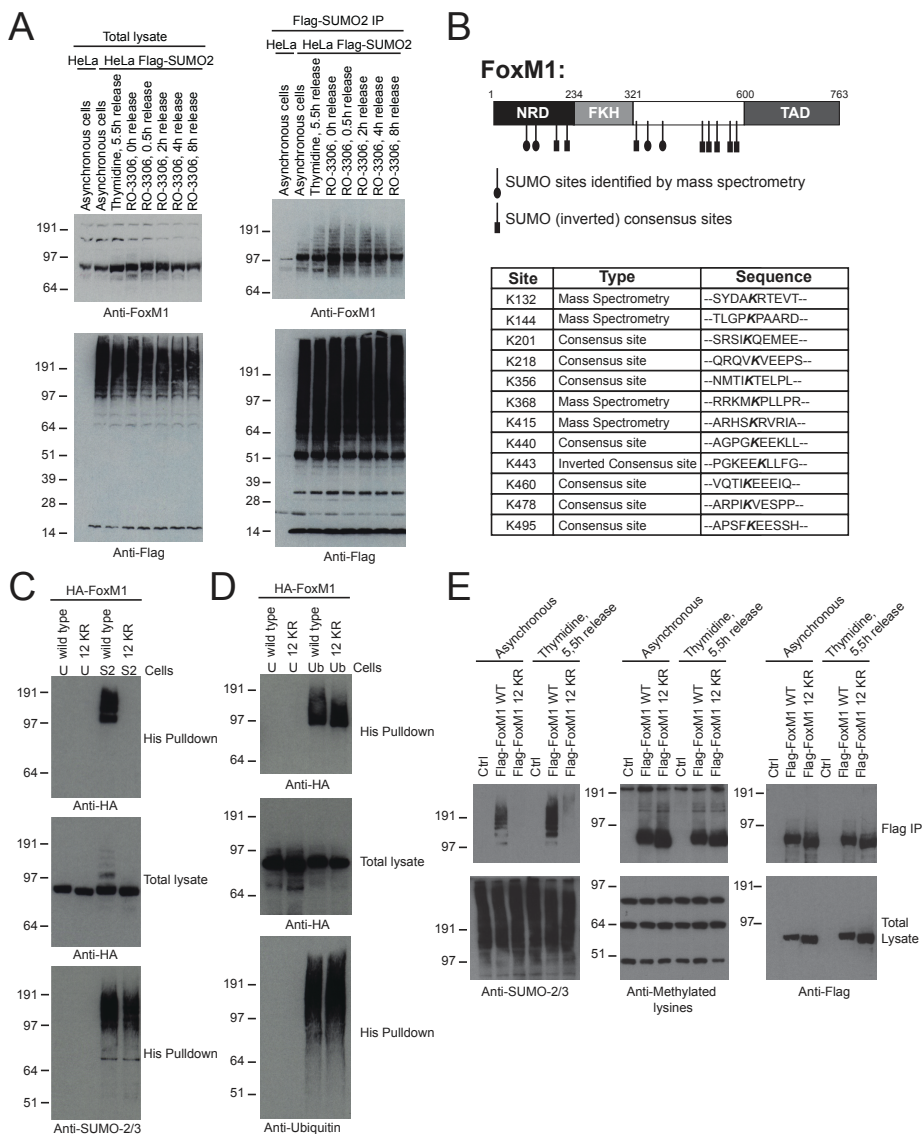 A
Total lysate
HeLa HeLa Flag-SUMO2
Asynchronous cells
Asynchronous cells
Thymidine, 5.5h release
RO-3306, 0h release
RO-3306, 0.5h release
RO-3306, 2h release
RO-3306, 4h release
RO-3306, 8h release
191
97
64
Anti-FoxM1
191
97
64
51
39
28
14
Anti-Flag
Flag-SUMO2 IP
HeLa HeLa Flag-SUMO2
Asynchronous cells
Asynchronous cells
Thymidine, 5.5h release
RO-3306, 0h release
RO-3306, 0.5h release
RO-3306, 2h release
RO-3306, 4h release
RO-3306, 8h release
191
97
64
Anti-FoxM1
191
97
64
51
39
28
14
Anti-Flag
B
FoxM1:
1 234 321 600 763
NRD FKH TAD
SUMO sites identified by mass spectrometry
SUMO (inverted) consensus sites
Site Type Sequence
K132 Mass Spectrometry --SYDAKRTEVT--
K144 Mass Spectrometry --TLGPKPAARD--
K201 Consensus site --SRSIKQEMEE--
K218 Consensus site --QRQVKVEEPS--
K356 Consensus site --NMTIKTELPL--
K368 Mass Spectrometry --RRKMKPLLPR--
K415 Mass Spectrometry --ARHSKRVRIA--
K440 Consensus site --AGPGKEEKLL--
K443 Inverted Consensus site --PGKEEKLLFG--
K460 Consensus site --VQTIKEEEIQ--
K478 Consensus site --ARPIKVESPP--
K495 Consensus site --APSFKEESSH--
C
HA-FoxM1
wild type
12 KR
wild type
12 KR
U U S2 S2 Cells
191
97
64
His Pulldown
Anti-HA
191
97
64
51
Total lysate
Anti-HA
191
97
64
51
His Pulldown
Anti-SUMO-2/3
D
HA-FoxM1
wild type
12 KR
wild type
12 KR
U U Ub Ub Cells
191
97
64
His Pulldown
Anti-HA
191
97
64
Total lysate
Anti-HA
191
97
64
51
His Pulldown
Anti-Ubiquitin
E
Asynchronous
Thymidine, 5,5h release
Ctrl
Flag-FoxM1 WT
Flag-FoxM1 12 KR
Ctrl
Flag-FoxM1 WT
Flag-FoxM1 12 KR
191
97
191
97
Anti-SUMO-2/3
Asynchronous
Thymidine, 5,5h release
Ctrl
Flag-FoxM1 WT
Flag-FoxM1 12 KR
Ctrl
Flag-FoxM1 WT
Flag-FoxM1 12 KR
191
97
97
64
51
Anti-Methylated lysines
Asynchronous
Thymidine, 5,5h release
Ctrl
Flag-FoxM1 WT
Flag-FoxM1 12 KR
Ctrl
Flag-FoxM1 WT
Flag-FoxM1 12 KR
191
97
Flag IP
191
97
Total Lysate
Anti-Flag